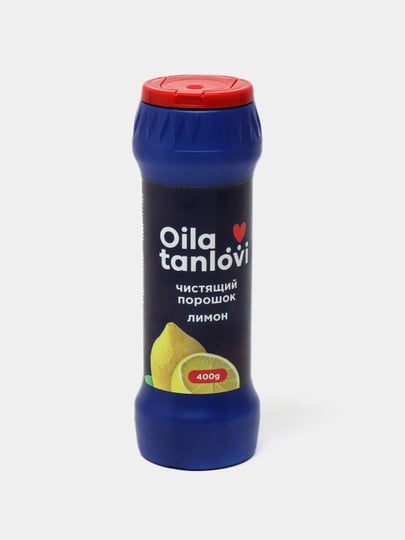 Oila
tanlovi
чистящий
порошок
лимон
400g